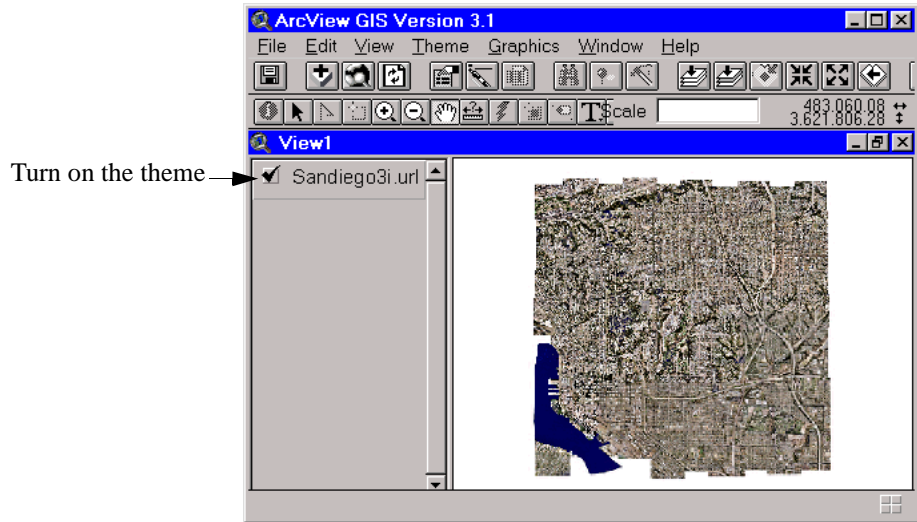 ArcView GIS Version 3.1
File Edit View Theme Graphics Window Help
Scale
483,060.08
3,621,806.28
View1
Turn on the theme
Sandiego3i.url